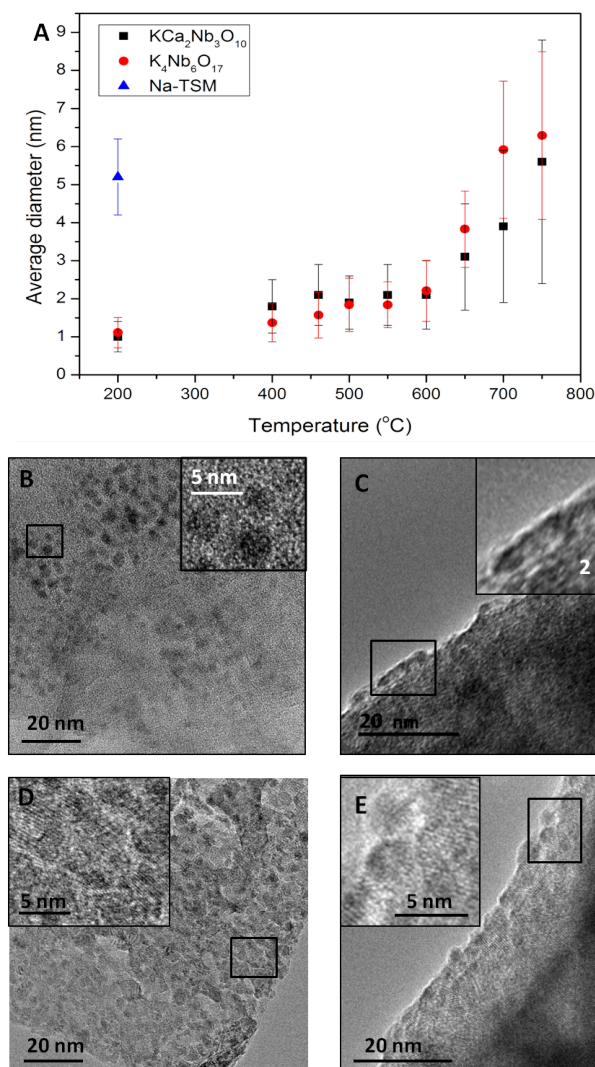 A
KCa₂Nb₃O₁₀
K₄Nb₆O₁₇
Na-TSM
Average diameter (nm)
9
8
7
6
5
4
3
2
1
0
200
300
400
500
600
700
800
Temperature (°C)
B
5 nm
20 nm
C
2
20 nm
D
5 nm
20 nm
E
5 nm
20 nm